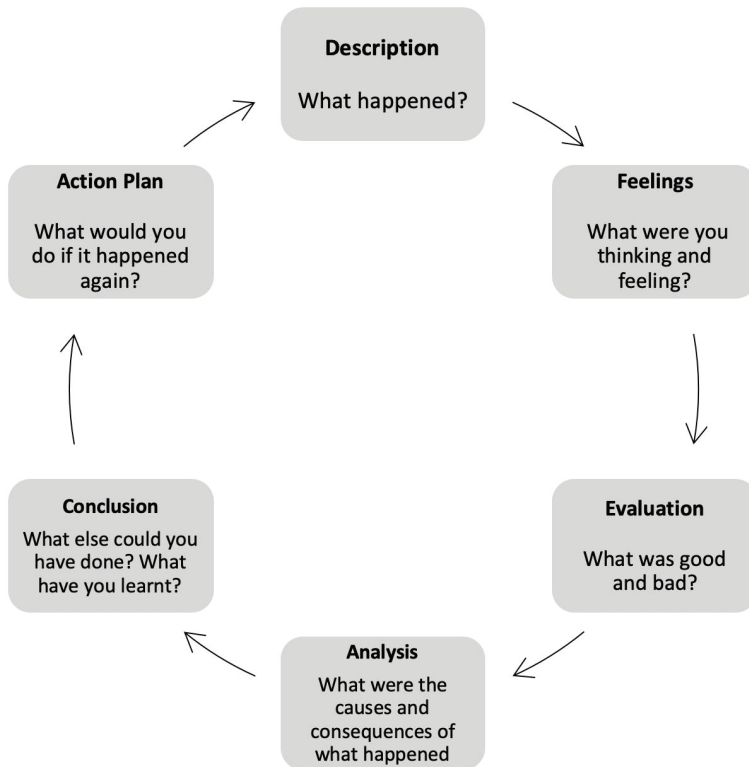 Description
What happened?
Feelings
What were you
thinking and
feeling?
Evaluation
What was good
and bad?
Analysis
What were the
causes and
consequences of
what happened
Conclusion
What else could you
have done? What
have you learnt?
Action Plan
What would you
do if it happened
again?